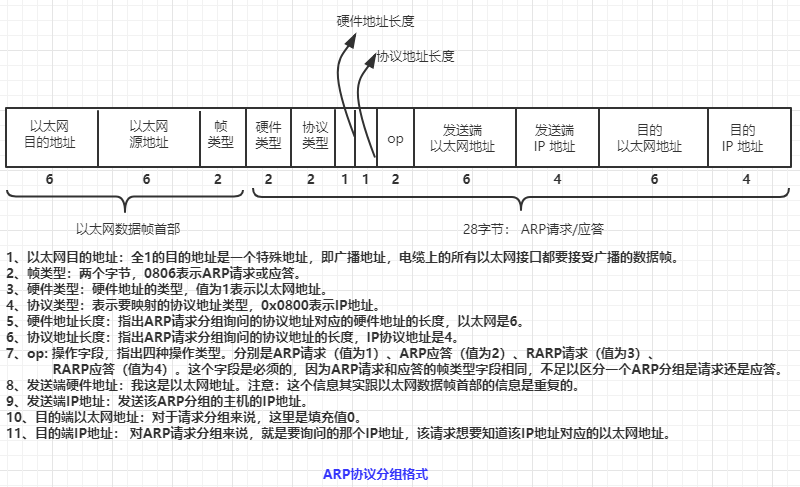 硬件地址长度
协议地址长度
以太网 目的地址
以太网 源地址
帧 类型
硬件 类型
协议 类型
op
发送端 以太网地址
发送端 IP 地址
目的 以太网地址
目的 IP 地址
6 6 2 2 2 1 1 2 6 4 6 4
以太网数据帧首部
28字节： ARP请求/应答
1、以太网目的地址：全1的目的地址是一个特殊地址，即广播地址，电缆上的所有以太网接口都要接受广播的数据帧。
2、帧类型：两个字节，0806表示ARP请求或应答。
3、硬件类型：硬件地址的类型，值为1表示以太网地址。
4、协议类型：表示要映射的协议地址类型，0x0800表示IP地址。
5、硬件地址长度：指出ARP请求分组询问的协议地址对应的硬件地址的长度，以太网是6。
6、协议地址长度：指出ARP请求分组询问的协议地址的长度，IP协议地址是4。
7、op: 操作字段，指出四种操作类型。分别是ARP请求（值为1）、ARP应答（值为2）、RARP请求（值为3）、
RARP应答（值为4）。这个字段是必须的，因为ARP请求和应答的帧类型字段相同，不足以区分一个ARP分组是请求还是应答。
8、发送端硬件地址：我这是以太网地址。注意：这个信息其实跟以太网数据帧首部的信息是重复的。
9、发送端IP地址：发送该ARP分组的主机的IP地址。
10、目的端以太网地址：对于请求分组来说，这里是填充值0。
11、目的端IP地址： 对ARP请求分组来说，就是要询问的那个IP地址，该请求想要知道该IP地址对应的以太网地址。
ARP协议分组格式